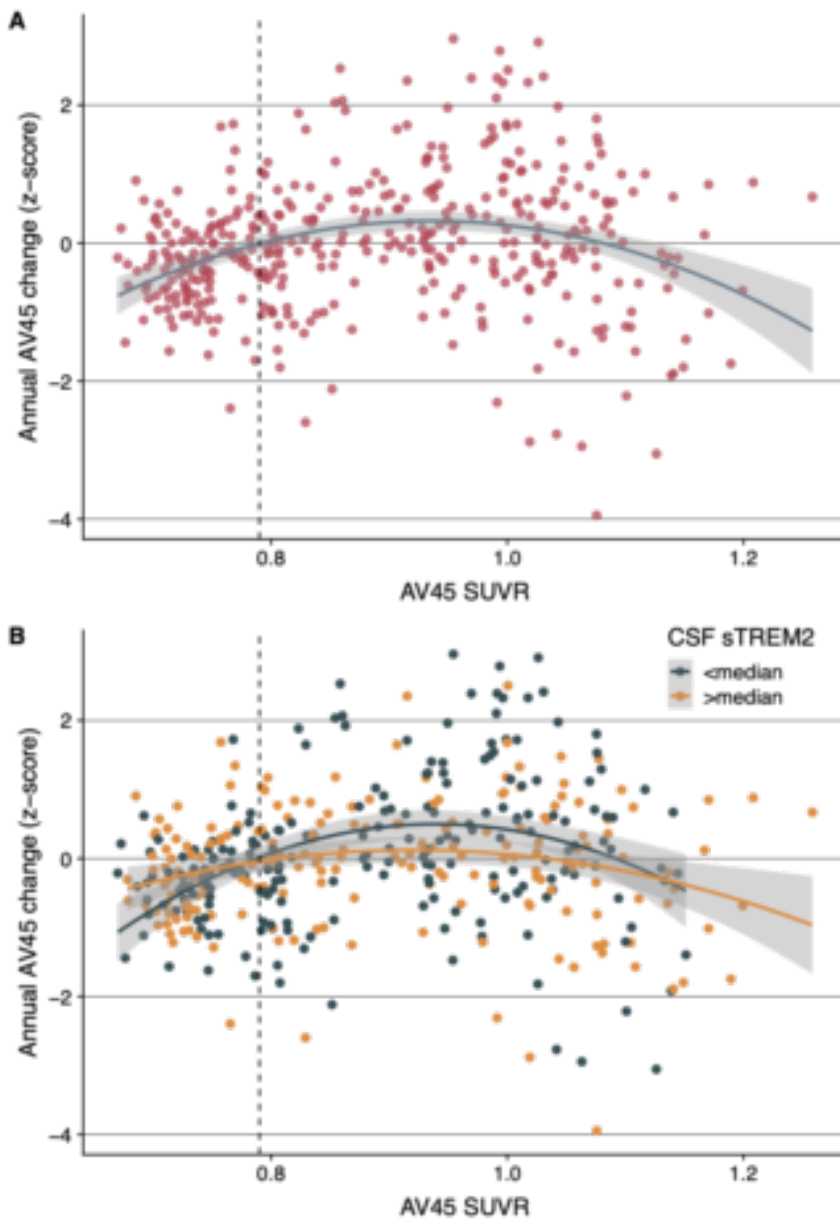 A
Annual AV45 change (z−score)
2
0
−2
−4
0.8 1.0 1.2
AV45 SUVR
B
CSF sTREM2
<median
>median
Annual AV45 change (z−score)
2
0
−2
−4
0.8 1.0 1.2
AV45 SUVR